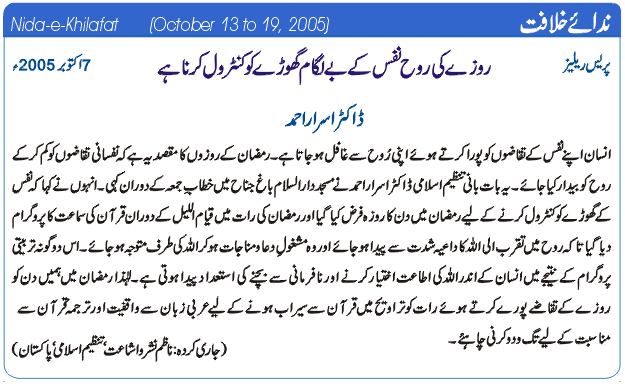 Nida-e-Khilafat (October 13 to 19, 2005) ندائے خلافت
پریس ریلیز
روزے کی روح نفس کے بے لگام گھوڑے کو کنٹرول کرنا ہے
7 اکتوبر 2005ء
ڈاکٹر اسرار احمد
انسان اپنے نفس کے تقاضوں کو پورا کرتے ہوئے اپنی رُوح سے غافل ہو جاتا ہے۔ رمضان کے روزوں کا مقصد یہ ہے کہ نفسانی تقاضوں کو کم کر کے
روح کو بیدار کیا جائے۔ یہ بات بانی تنظیم اسلامی ڈاکٹر اسرار احمد نے مسجد دارالسلام باغ جناح میں خطابِ جمعہ کے دوران کہی۔ انہوں نے کہا کہ نفس
کے گھوڑے کو کنٹرول کرنے کے لیے رمضان میں دن کا روزہ فرض کیا گیا اور رمضان کی رات میں قیام اللیل کے دوران قرآن کی سماعت کا پروگرام
دیا گیا تاکہ روح میں تقرب الی اللہ کا داعیہ شدت سے پیدا ہو جائے اور وہ مشغولِ دعا و مناجات ہو کر اللہ کی طرف متوجہ ہو جائے۔ اس دوگونہ تربیتی
پروگرام کے نتیجے میں انسان کے اندر اللہ کی اطاعت اختیار کرنے اور نافرمانی سے بچنے کی استعداد پیدا ہوتی ہے۔ لہٰذا رمضان میں ہمیں دن کو
روزے کے تقاضے پورے کرتے ہوئے رات کو تراویح میں قرآن سے سیراب ہونے کے لیے عربی زبان سے واقفیت اور ترجمہ قرآن سے
مناسبت کے لیے تگ و دو کرنی چاہئے۔
(جاری کردہ: ناظم نشر و اشاعت، تنظیم اسلامی، پاکستان)